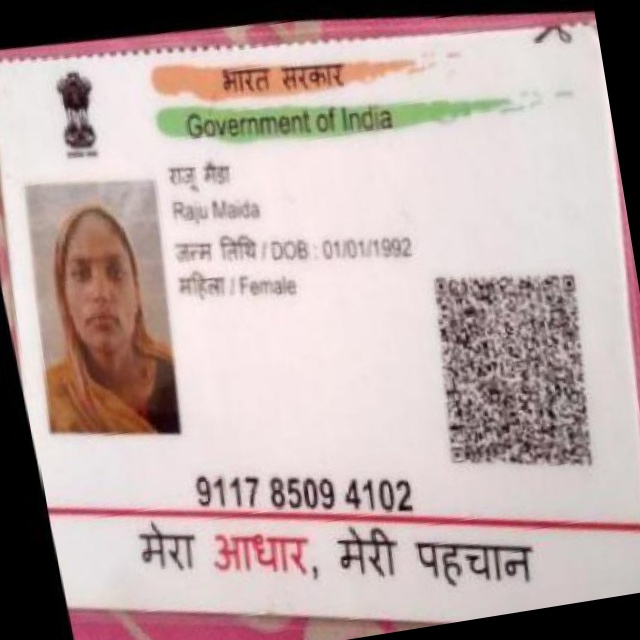 भारत सरकार
Government of India
राजू मैडा
Raju Maida
जन्म तिथि / DOB : 01/01/1992
महिला / Female
9117 8509 4102
मेरा आधार, मेरी पहचान